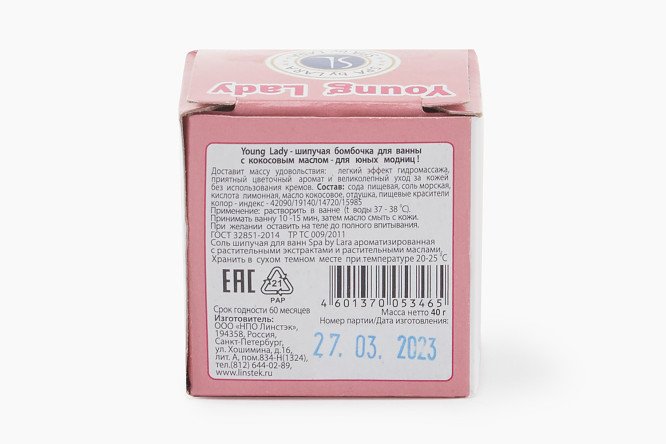 SPA by LARA
SL
Young Lady
Young Lady - шипучая бомбочка для ванны
с кокосовым маслом - для юных модниц!
Доставит массу удовольствия: легкий эффект гидромассажа,
приятный цветочный аромат и великолепный уход за кожей
без использования кремов. Состав: сода пищевая, соль морская,
кислота лимонная, масло кокосовое, отдушка, пищевые красители
колор - индекс - 42090/19140/14720/15985
Применение: растворить в ванне (t воды 37 - 38 °C).
Принимать ванну 10 -15 мин, затем масло смыть с кожи.
При желании оставить на теле до полного впитывания.
ГОСТ 32851-2014 ТР ТС 009/2011
Соль шипучая для ванн Spa by Lara ароматизированная
с растительными экстрактами и растительными маслами.
Хранить в сухом темном месте при температуре 20-25 °C
EAC
21
PAP
4 601370 053465
Масса нетто 40 г
Срок годности 60 месяцев
Номер партии/Дата изготовления:
Изготовитель:
ООО «НПО Линстэк»,
194358, Россия,
Санкт-Петербург,
ул. Хошимина, д.16,
лит. А, пом.834-Н(1324),
тел.(812) 644-02-89,
www.linstek.ru
27. 03. 2023